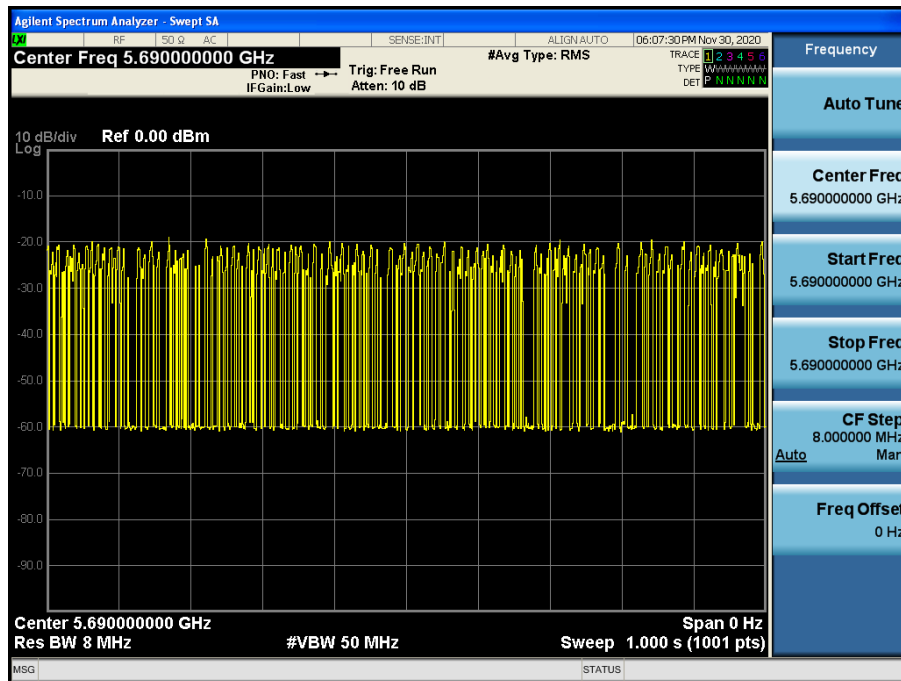 Agilent Spectrum Analyzer - Swept SA
LXI RF 50 Ω AC SENSE:INT ALIGN AUTO 06:07:30 PM Nov 30, 2020
Center Freq 5.690000000 GHz #Avg Type: RMS TRACE 1 2 3 4 5 6
PNO: Fast Trig: Free Run TYPE WWWWWW
IFGain:Low Atten: 10 dB DET P N N N N N
Frequency
Auto Tune
10 dB/div Ref 0.00 dBm
Log
-10.0
-20.0
-30.0
-40.0
-50.0
-60.0
-70.0
-80.0
-90.0
Center Freq
5.690000000 GHz
Start Freq
5.690000000 GHz
Stop Freq
5.690000000 GHz
CF Step
8.000000 MHz
Auto Man
Freq Offset
0 Hz
Center 5.690000000 GHz Span 0 Hz
Res BW 8 MHz #VBW 50 MHz Sweep 1.000 s (1001 pts)
MSG STATUS